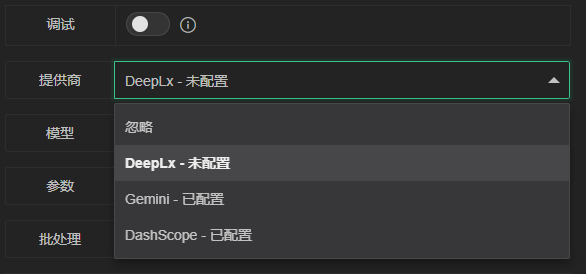 调试
提供商
DeepLx - 未配置
模型
忽略
DeepLx - 未配置
参数
Gemini - 已配置
批处理
DashScope - 已配置